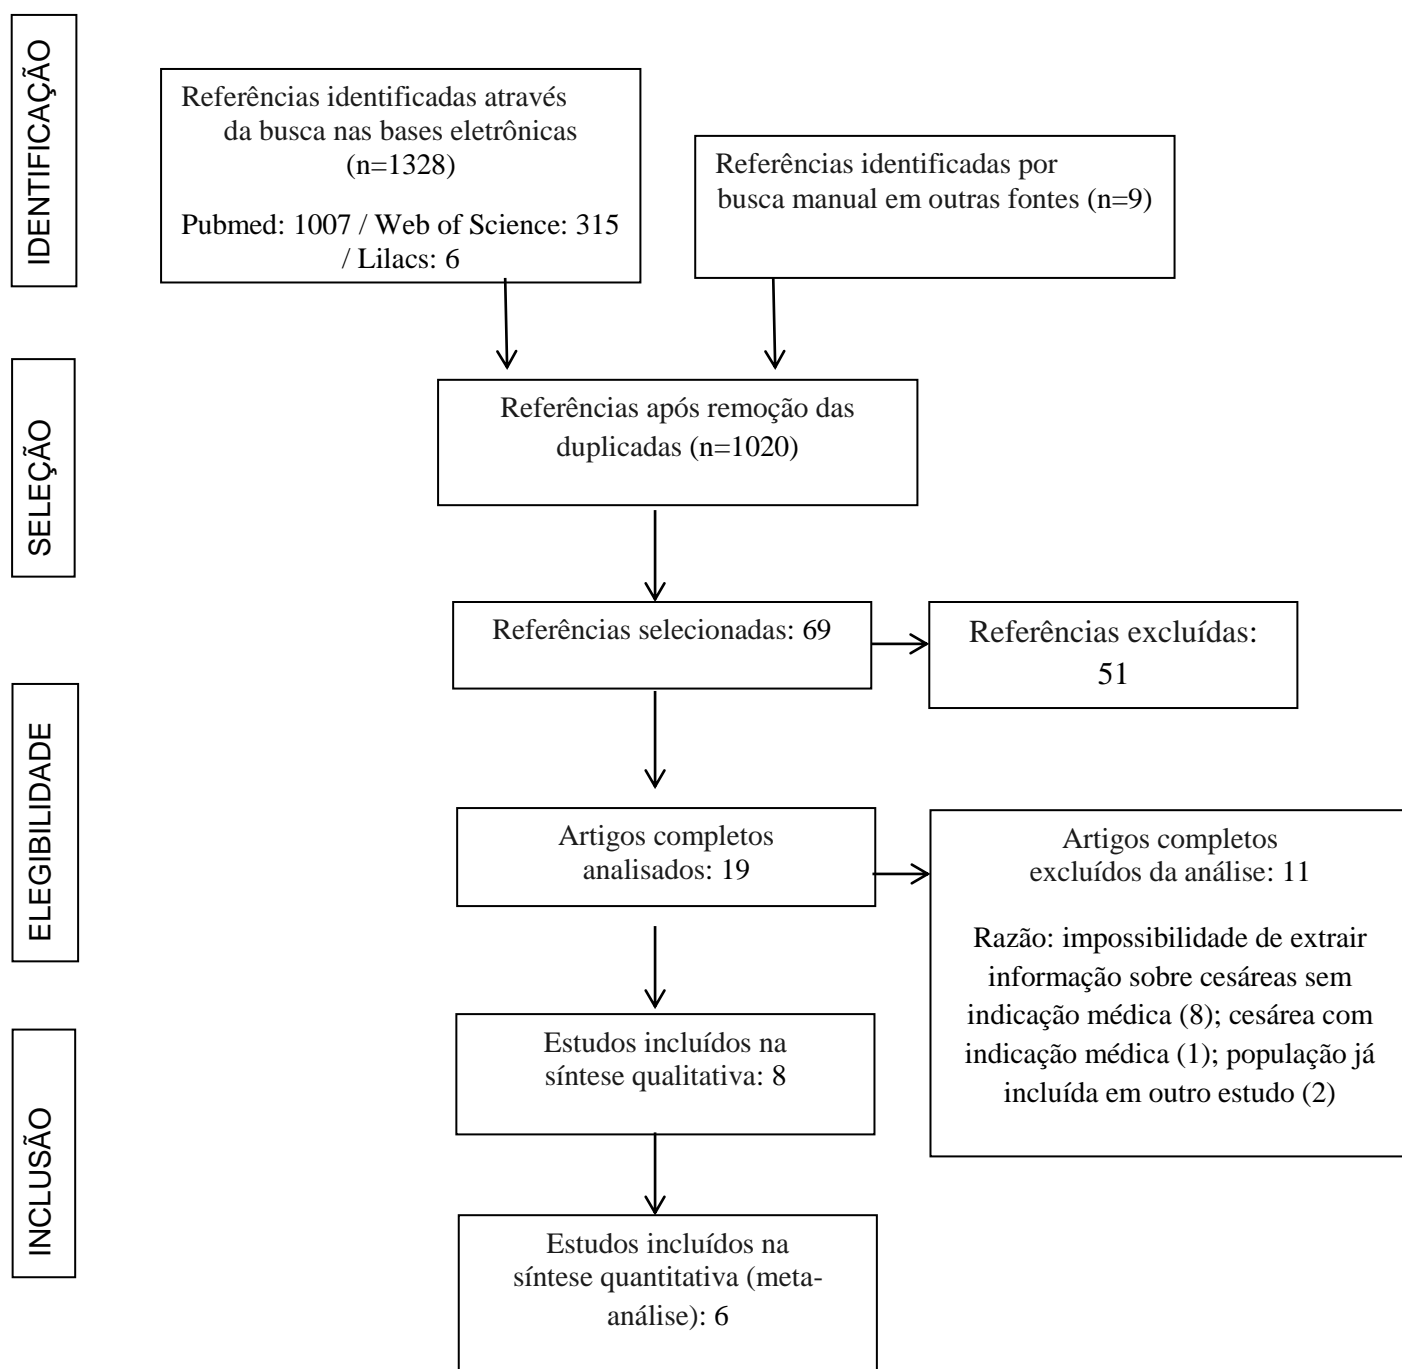 IDENTIFICAÇÃO
Referências identificadas através
da busca nas bases eletrônicas
(n=1328)
Pubmed: 1007 / Web of Science: 315
/ Lilacs: 6
Referências identificadas por
busca manual em outras fontes (n=9)
SELEÇÃO
Referências após remoção das
duplicadas (n=1020)
Referências selecionadas: 69
Referências excluídas:
51
ELEGIBILIDADE
Artigos completos
analisados: 19
Artigos completos
excluídos da análise: 11
Razão: impossibilidade de extrair
informação sobre cesáreas sem
indicação médica (8); cesárea com
indicação médica (1); população já
incluída em outro estudo (2)
INCLUSÃO
Estudos incluídos na
síntese qualitativa: 8
Estudos incluídos na
síntese quantitativa (meta-
análise): 6